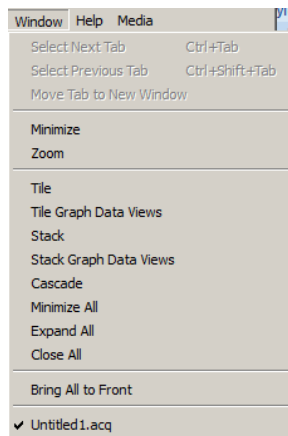 Window Help Media
Select Next Tab Ctrl+Tab
Select Previous Tab Ctrl+Shift+Tab
Move Tab to New Window
Minimize
Zoom
Tile
Tile Graph Data Views
Stack
Stack Graph Data Views
Cascade
Minimize All
Expand All
Close All
Bring All to Front
Untitled1.acq